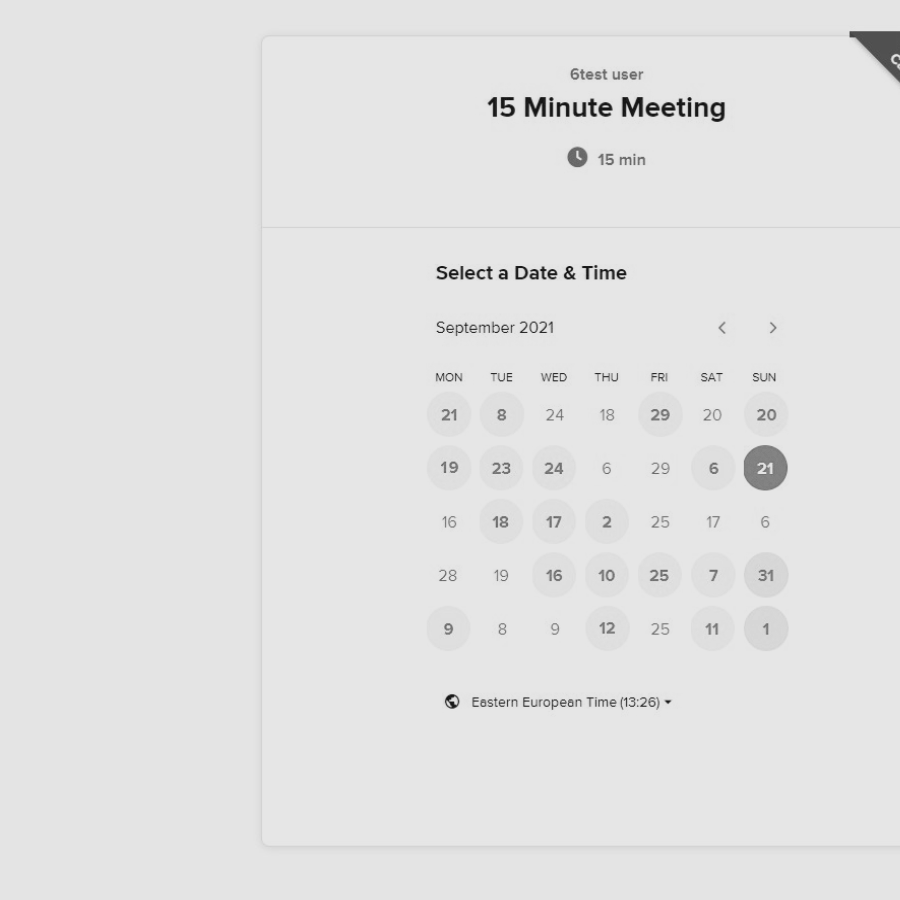 6test user
15 Minute Meeting
15 min
Select a Date & Time
September 2021
MON TUE WED THU FRI SAT SUN
21 8 24 18 29 20 20
19 23 24 6 29 6 21
16 18 17 2 25 17 6
28 19 16 10 25 7 31
9 8 9 12 25 11 1
Eastern European Time (13:26)